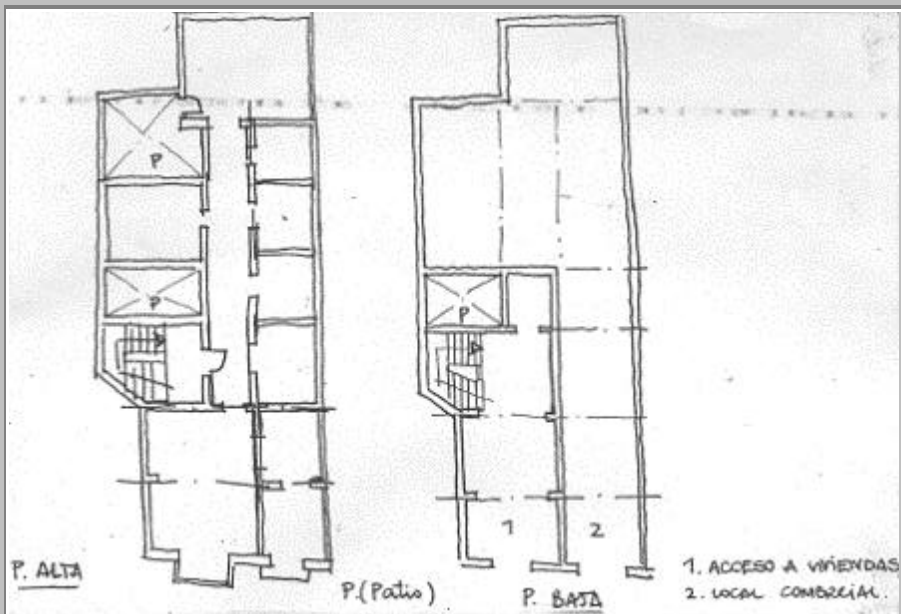 P
P
P
1
2
P. ALTA
P.(Patio)
P. BAJA
1. ACCESO A VIVIENDAS
2. LOCAL COMERCIAL.